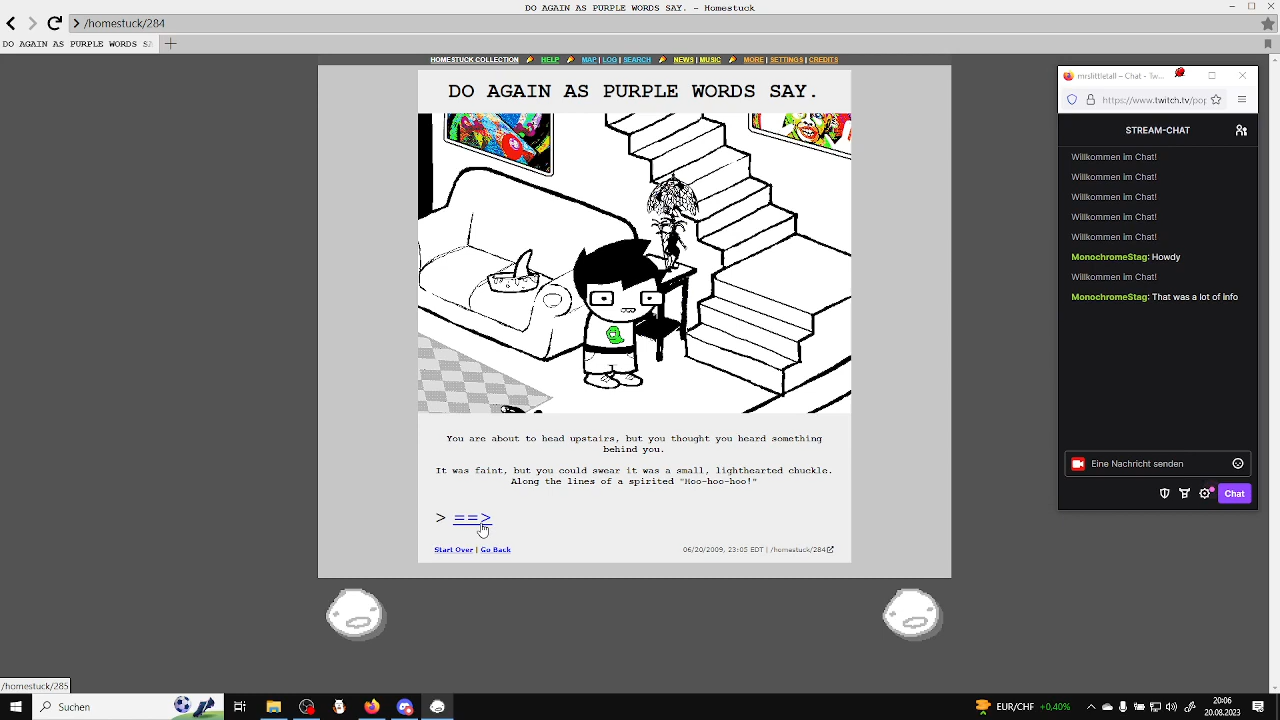 DO AGAIN AS PURPLE WORDS SAY. - Homestuck
> /homestuck/284
DO AGAIN AS PURPLE WORDS SA
HOMESTUCK COLLECTION HELP MAP | LOG | SEARCH NEWS | MUSIC MORE | SETTINGS | CREDITS
DO AGAIN AS PURPLE WORDS SAY.
You are about to head upstairs, but you thought you heard something
behind you.
It was faint, but you could swear it was a small, lighthearted chuckle.
Along the lines of a spirited "Hoo-hoo-hoo!"
> ==>
Start Over | Go Back
06/20/2009, 23:05 EDT | /homestuck/284
mrslittletall – Chat - Tw...
https://www.twitch.tv/pop
STREAM-CHAT
Willkommen im Chat!
Willkommen im Chat!
Willkommen im Chat!
Willkommen im Chat!
Willkommen im Chat!
MonochromeStag: Howdy
Willkommen im Chat!
MonochromeStag: That was a lot of info
Eine Nachricht senden
Chat
/homestuck/285
Suchen
EUR/CHF +0,40%
20:06
20.08.2023